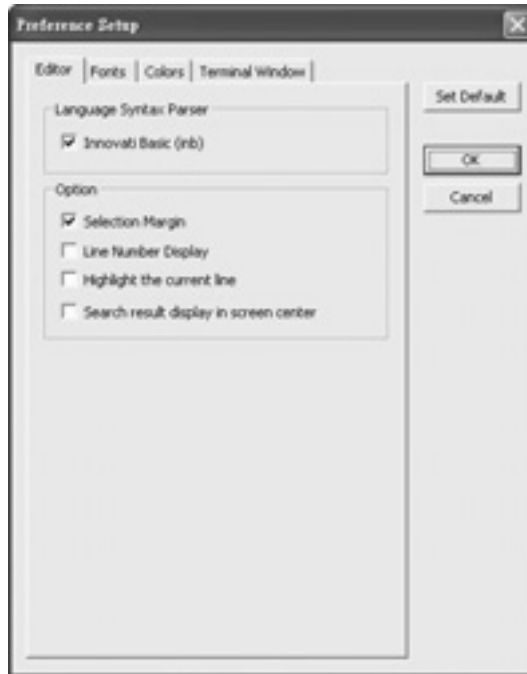 Preference Setup
Editor Fonts Colors Terminal Window
Set Default
Language Syntax Parser
Innovati Basic (inb)
OK
Option
Cancel
Selection Margin
Line Number Display
Highlight the current line
Search result display in screen center